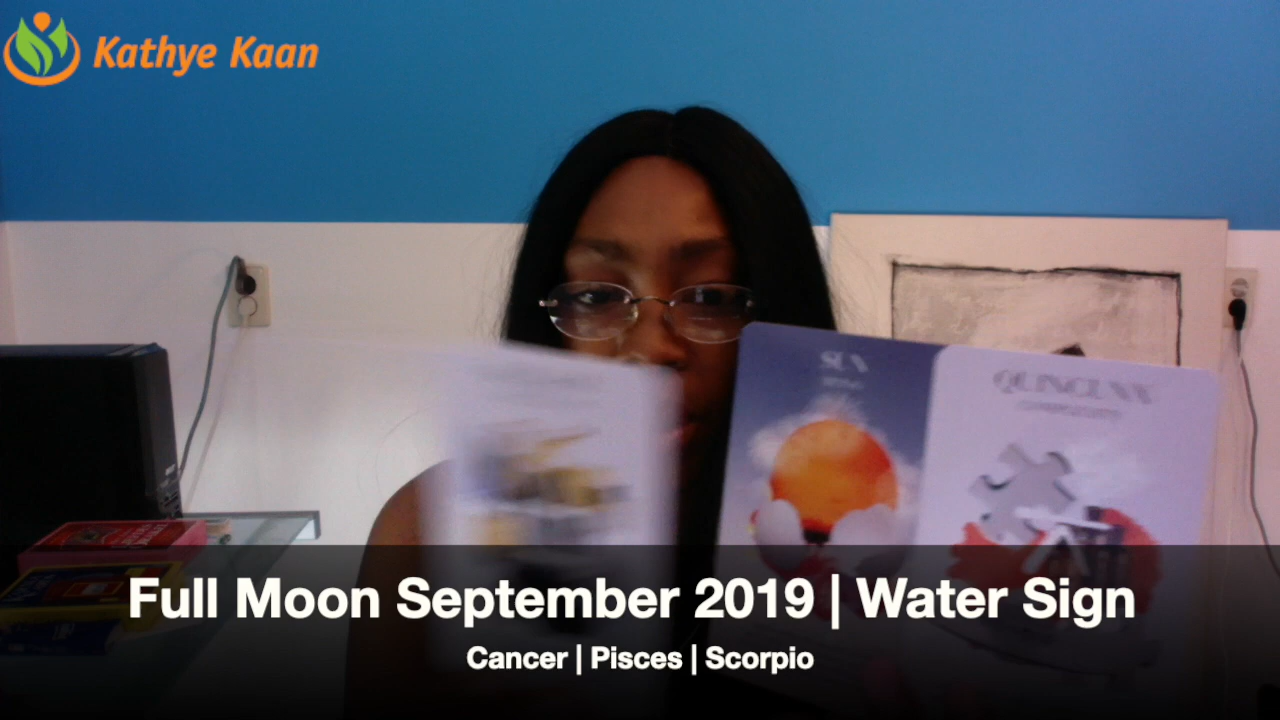 Kathye Kaan
SUN
QUINCUNX
Full Moon September 2019 | Water Sign
Cancer | Pisces | Scorpio